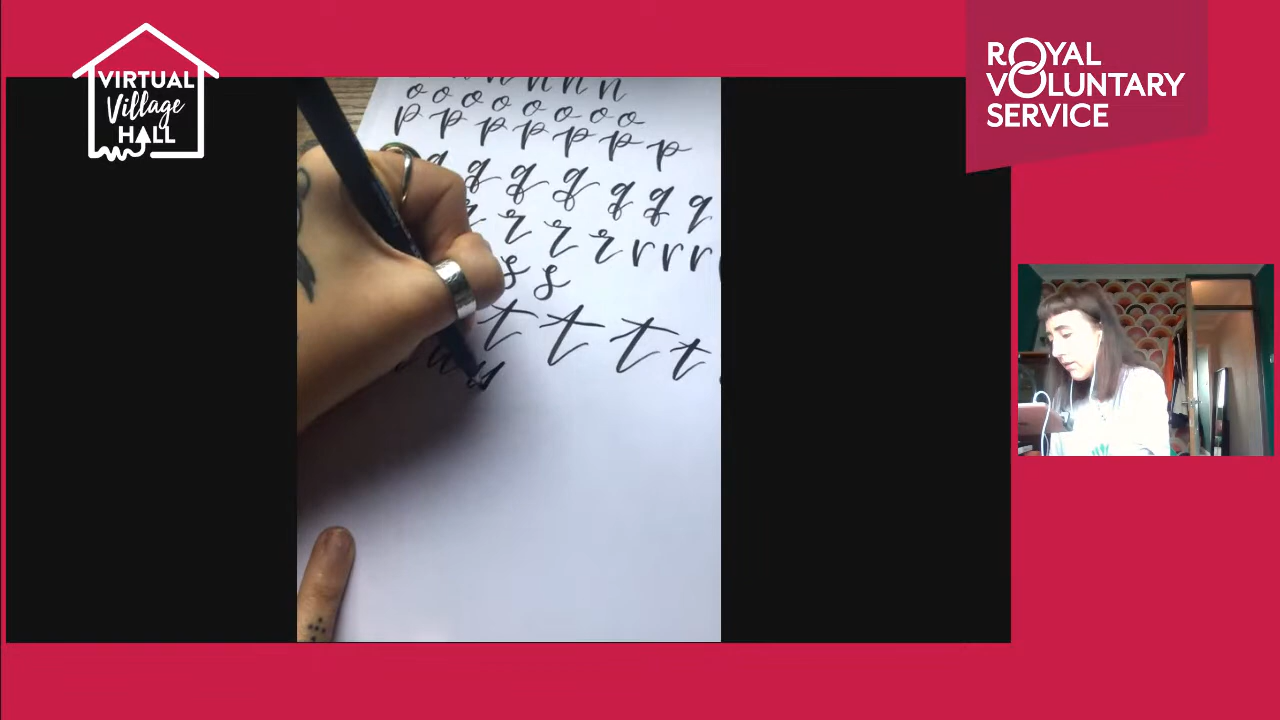 VIRTUAL
Village
HALL
ROYAL
VOLUNTARY
SERVICE
n n n n
o o o o o o o
p p p p p p p
q q q q q q q
r r r r r r r
s s
t t t t
u u u